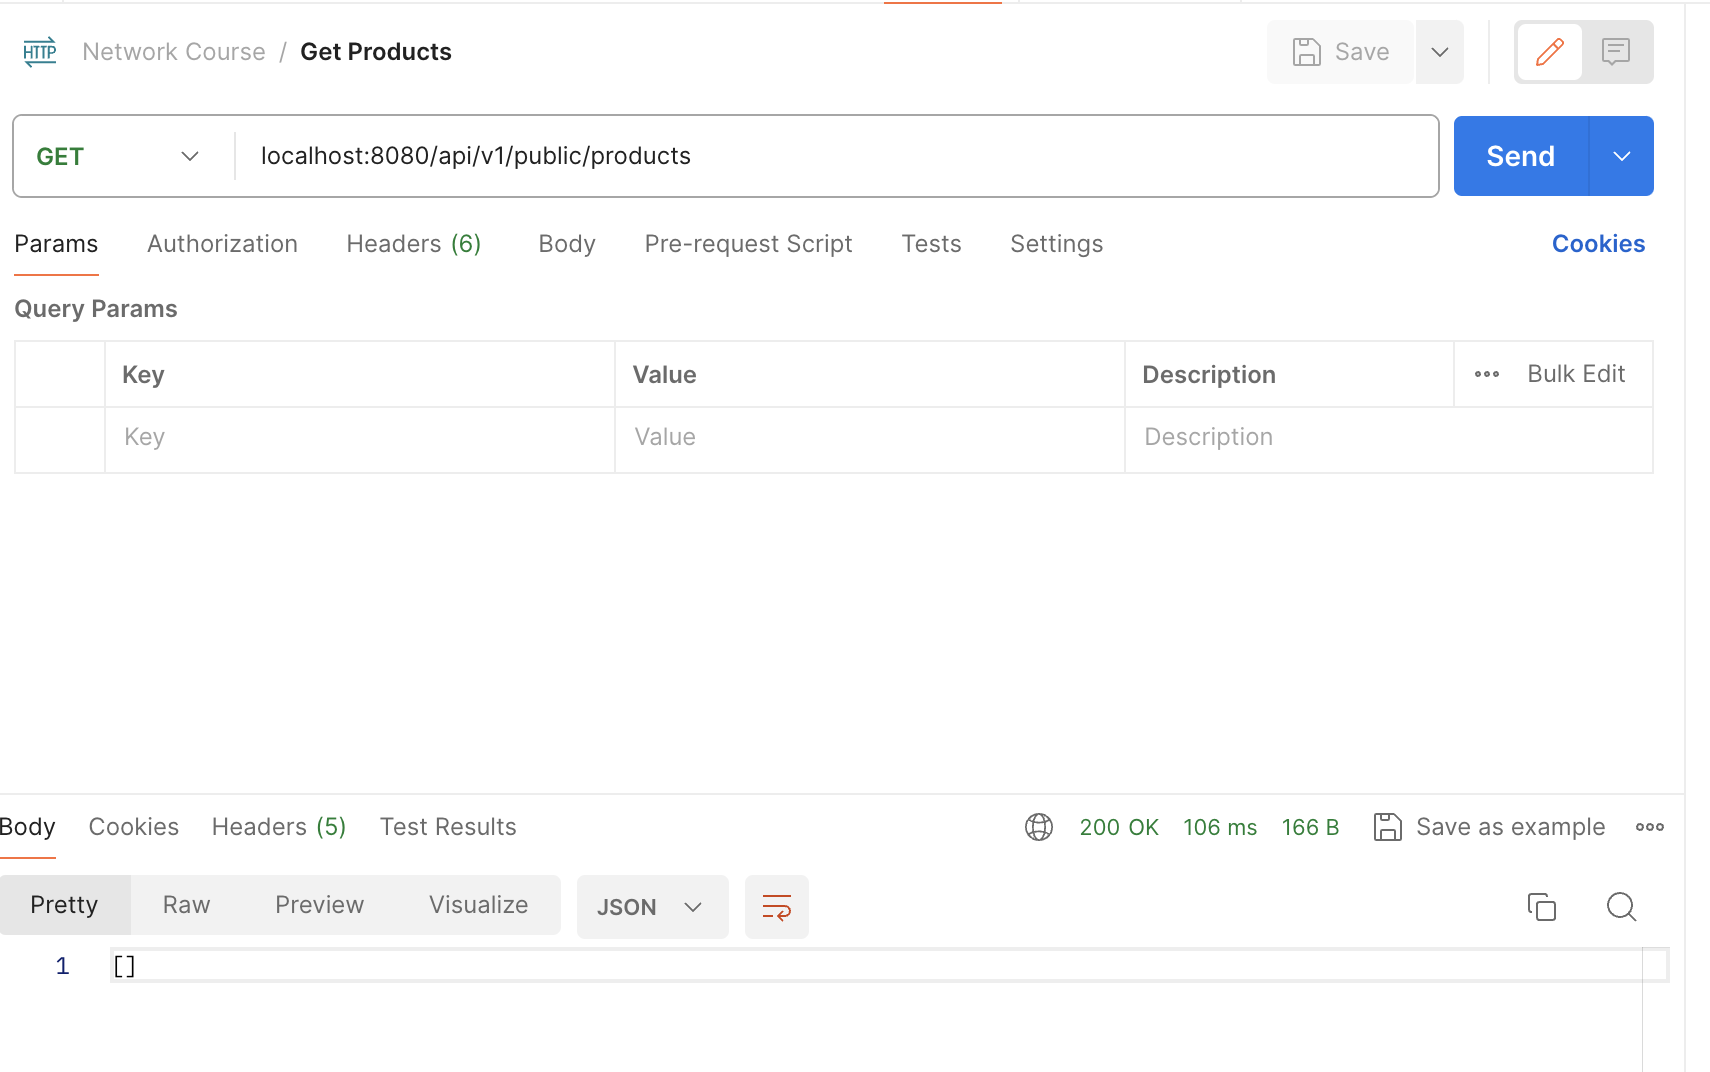 HTTP Network Course / Get Products Save
GET localhost:8080/api/v1/public/products Send
Params Authorization Headers (6) Body Pre-request Script Tests Settings Cookies
Query Params
Key Value Description Bulk Edit
Key Value Description
Body Cookies Headers (5) Test Results 200 OK 106 ms 166 B Save as example
Pretty Raw Preview Visualize JSON
1 []